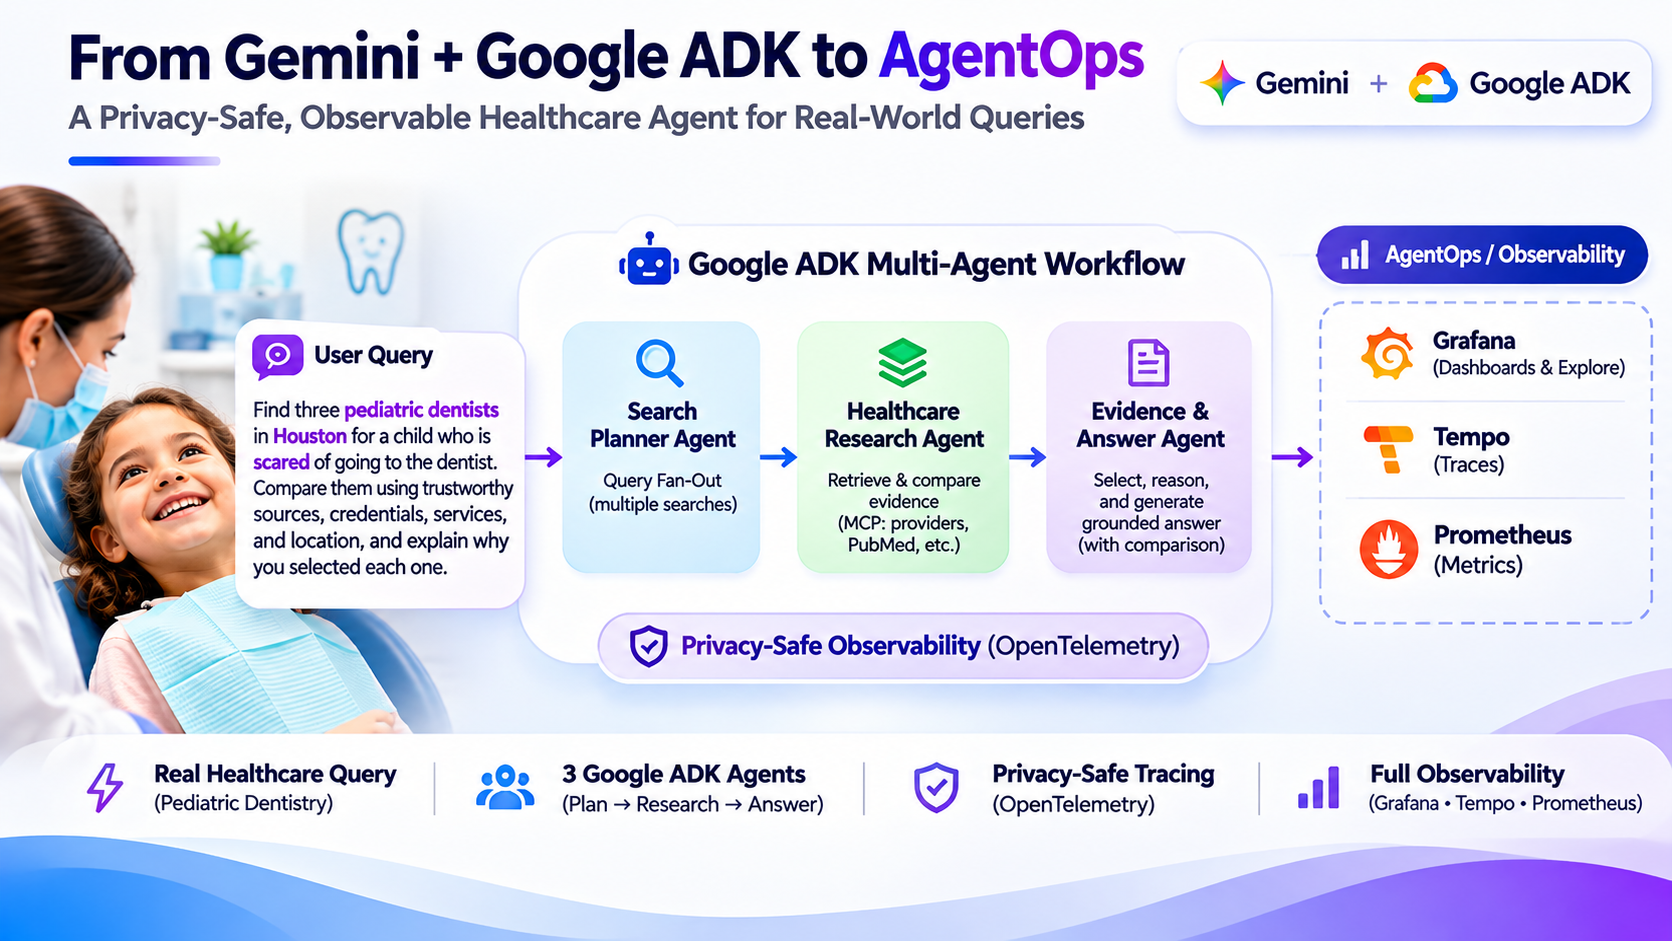 From Gemini + Google ADK to AgentOps
A Privacy-Safe, Observable Healthcare Agent for Real-World Queries
Gemini + Google ADK
User Query
Find three pediatric dentists
in Houston for a child who is
scared of going to the dentist.
Compare them using trustworthy
sources, credentials, services,
and location, and explain why
you selected each one.
Google ADK Multi-Agent Workflow
Search
Planner Agent
Query Fan-Out
(multiple searches)
Healthcare
Research Agent
Retrieve & compare
evidence
(MCP: providers,
PubMed, etc.)
Evidence &
Answer Agent
Select, reason,
and generate
grounded answer
(with comparison)
Privacy-Safe Observability (OpenTelemetry)
AgentOps / Observability
Grafana
(Dashboards & Explore)
Tempo
(Traces)
Prometheus
(Metrics)
Real Healthcare Query
(Pediatric Dentistry)
3 Google ADK Agents
(Plan → Research → Answer)
Privacy-Safe Tracing
(OpenTelemetry)
Full Observability
(Grafana • Tempo • Prometheus)